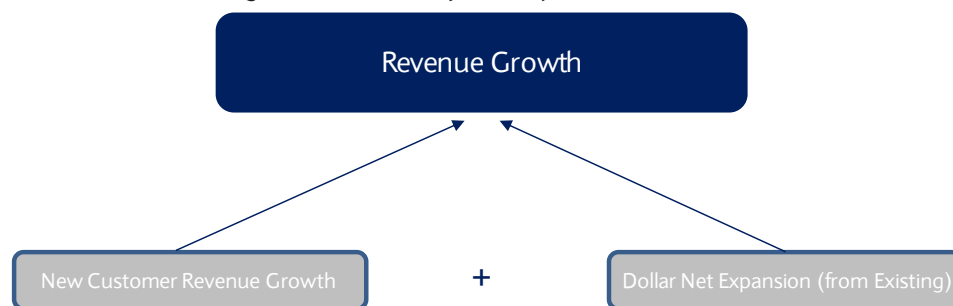 Revenue Growth
New Customer Revenue Growth
+
Dollar Net Expansion (from Existing)